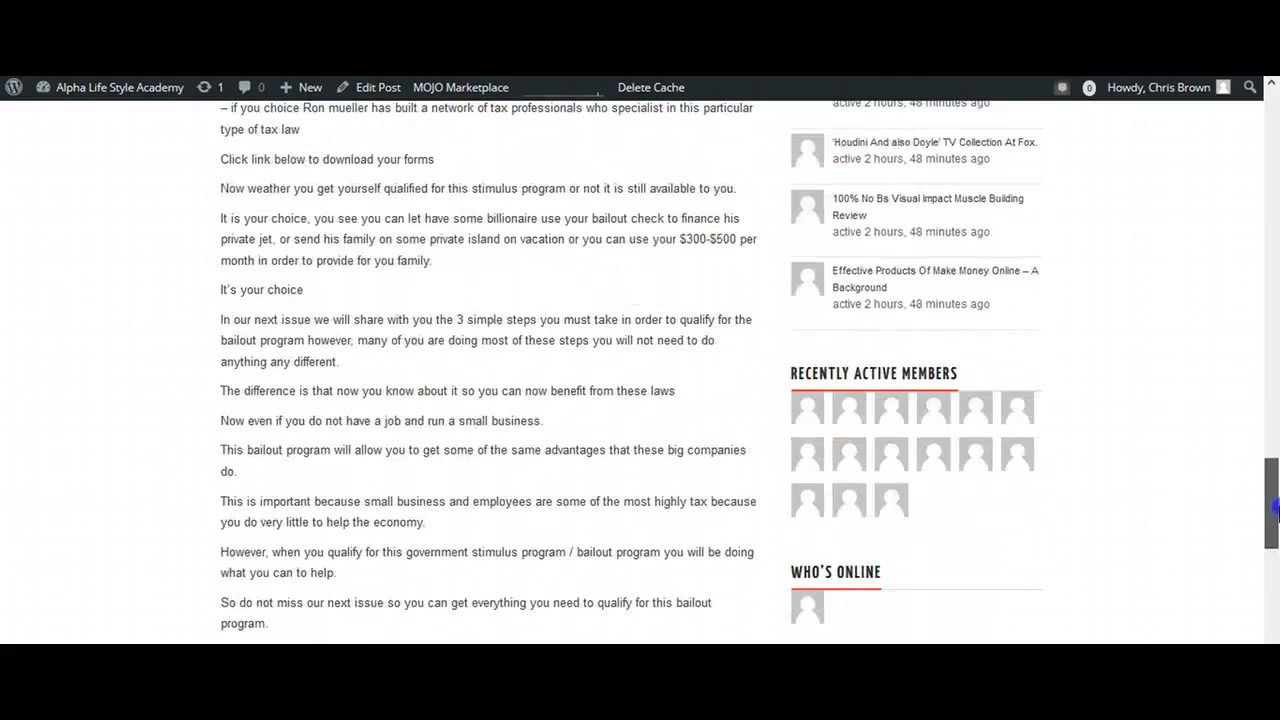 Alpha Life Style Academy 1 0 New Edit Post MOJO Marketplace Delete Cache 0 Howdy, Chris Brown
– if you choice Ron mueller has built a network of tax professionals who specialist in this particular
type of tax law
Click link below to download your forms
Now weather you get yourself qualified for this stimulus program or not it is still available to you.
It is your choice, you see you can let have some billionaire use your bailout check to finance his
private jet, or send his family on some private island on vacation or you can use your $300-$500 per
month in order to provide for you family.
It's your choice
In our next issue we will share with you the 3 simple steps you must take in order to qualify for the
bailout program however, many of you are doing most of these steps you will not need to do
anything any different.
The difference is that now you know about it so you can now benefit from these laws
Now even if you do not have a job and run a small business.
This bailout program will allow you to get some of the same advantages that these big companies
do.
This is important because small business and employees are some of the most highly tax because
you do very little to help the economy.
However, when you qualify for this government stimulus program / bailout program you will be doing
what you can to help.
So do not miss our next issue so you can get everything you need to qualify for this bailout
program.
active 2 hours, 48 minutes ago
'Houdini And also Doyle' TV Collection At Fox.
active 2 hours, 48 minutes ago
100% No Bs Visual Impact Muscle Building
Review
active 2 hours, 48 minutes ago
Effective Products Of Make Money Online – A
Background
active 2 hours, 48 minutes ago
RECENTLY ACTIVE MEMBERS
WHO'S ONLINE